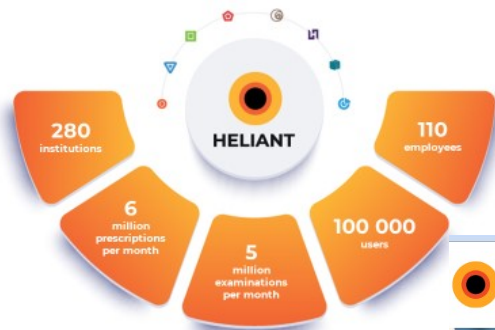 HELIANT
280
institutions
6
million
prescriptions
per month
5
million
examinations
per month
100 000
users
110
employees